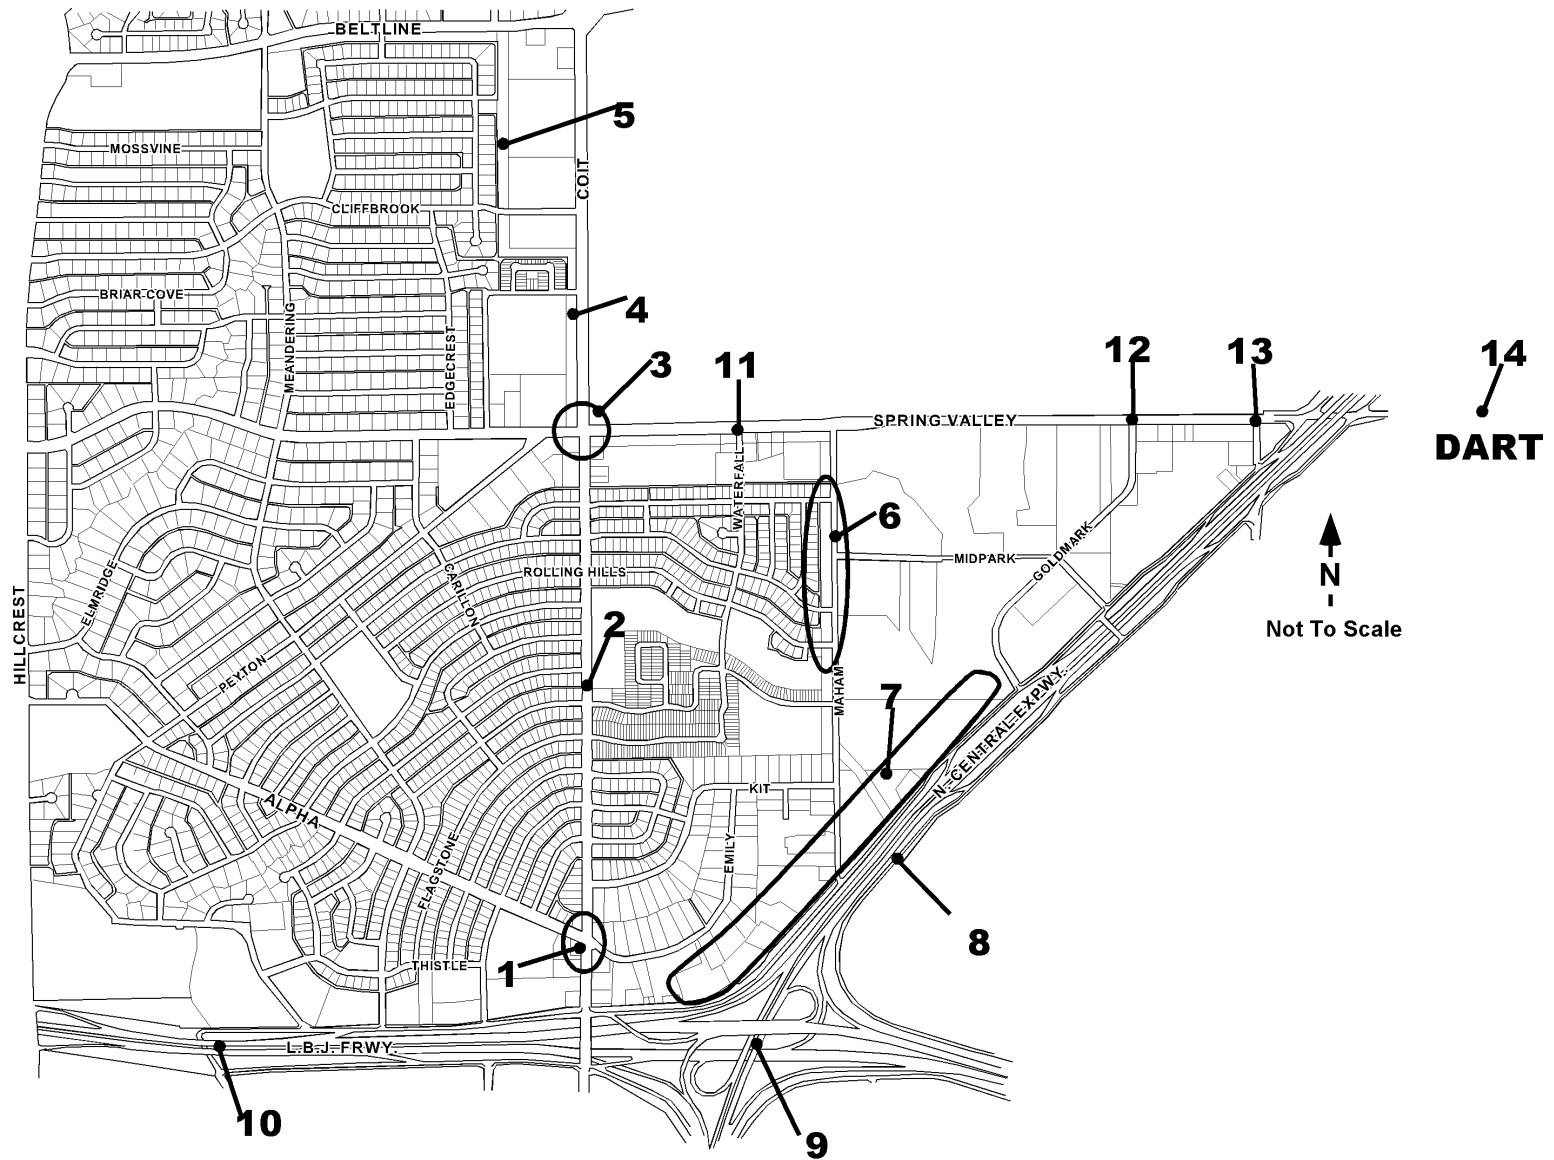 BELTLINE
5
MOSSVINE
COIT
CLIFFBROOK
BRIAR COVE
MEANDERING
4
EDGECREST
3
11
12
13
14
SPRING VALLEY
DART
WATERFALL
6
MIDPARK
GOLDMARK
N
Not To Scale
HILLCREST
ELMRIDGE
CARILLON
ROLLING HILLS
2
PEYTON
MAHAM
7
N. CENTRAL EXPWY.
KIT
ALPHA
FLAGSTONE
EMILY
8
THISTLE
1
L.B.J. FRWY.
10
9